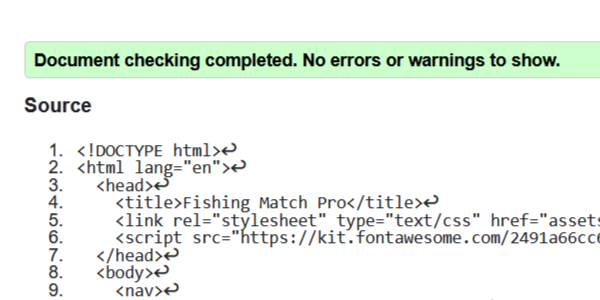 Document checking completed. No errors or warnings to show.
Source
1. <!DOCTYPE html>↩
2. <html lang="en">↩
3. <head>↩
4. <title>Fishing Match Pro</title>↩
5. <link rel="stylesheet" type="text/css" href="assets
6. <script src="https://kit.fontawesome.com/2491a66cc6
7. </head>↩
8. <body>↩
9. <nav>↩